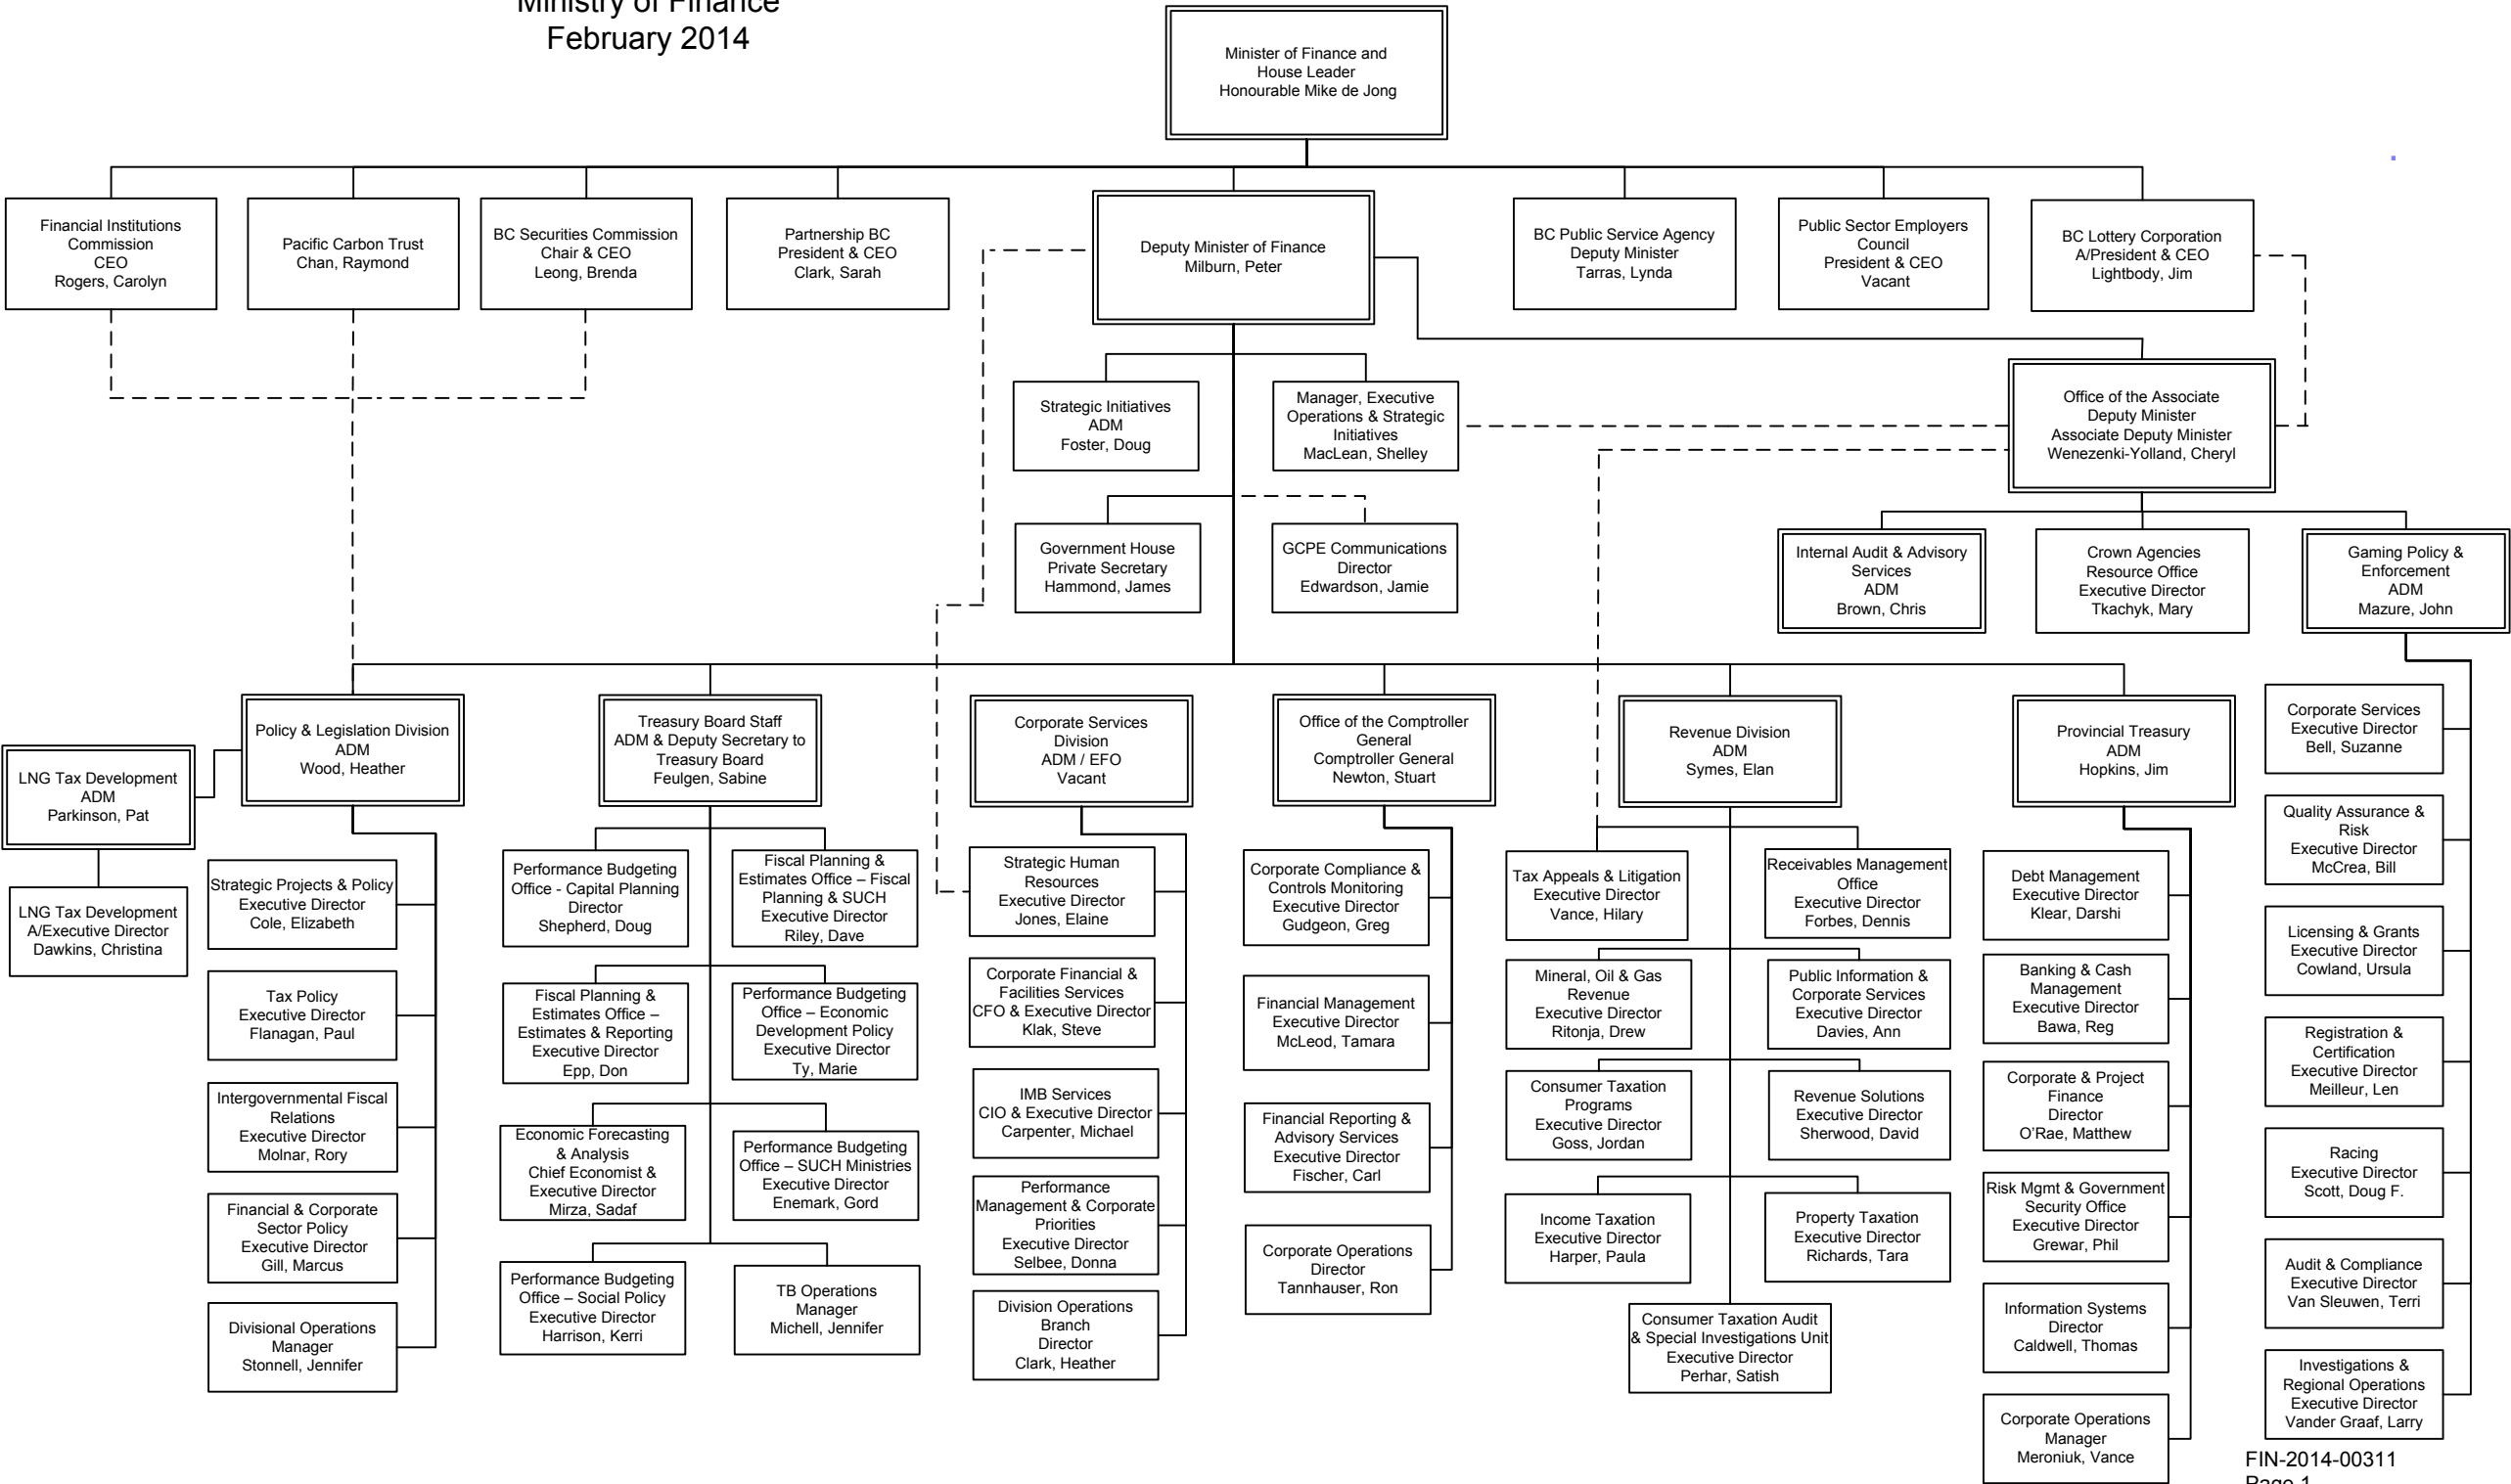 Ministry of Finance
February 2014
Minister of Finance and
House Leader
Honourable Mike de Jong
Financial Institutions
Commission
CEO
Rogers, Carolyn
Pacific Carbon Trust
Chan, Raymond
BC Securities Commission
Chair & CEO
Leong, Brenda
Partnership BC
President & CEO
Clark, Sarah
Deputy Minister of Finance
Milburn, Peter
BC Public Service Agency
Deputy Minister
Tarras, Lynda
Public Sector Employers
Council
President & CEO
Vacant
BC Lottery Corporation
A/President & CEO
Lightbody, Jim
Strategic Initiatives
ADM
Foster, Doug
Manager, Executive
Operations & Strategic
Initiatives
MacLean, Shelley
Office of the Associate
Deputy Minister
Associate Deputy Minister
Wenezenki-Yolland, Cheryl
Government House
Private Secretary
Hammond, James
GCPE Communications
Director
Edwardson, Jamie
Internal Audit & Advisory
Services
ADM
Brown, Chris
Crown Agencies
Resource Office
Executive Director
Tkachyk, Mary
Gaming Policy &
Enforcement
ADM
Mazure, John
LNG Tax Development
ADM
Parkinson, Pat
LNG Tax Development
A/Executive Director
Dawkins, Christina
Policy & Legislation Division
ADM
Wood, Heather
Strategic Projects & Policy
Executive Director
Cole, Elizabeth
Tax Policy
Executive Director
Flanagan, Paul
Intergovernmental Fiscal
Relations
Executive Director
Molnar, Rory
Financial & Corporate
Sector Policy
Executive Director
Gill, Marcus
Divisional Operations
Manager
Stonnell, Jennifer
Treasury Board Staff
ADM & Deputy Secretary to
Treasury Board
Feulgen, Sabine
Performance Budgeting
Office - Capital Planning
Director
Shepherd, Doug
Fiscal Planning &
Estimates Office – Fiscal
Planning & SUCH
Executive Director
Riley, Dave
Fiscal Planning &
Estimates Office –
Estimates & Reporting
Executive Director
Epp, Don
Performance Budgeting
Office – Economic
Development Policy
Executive Director
Ty, Marie
Economic Forecasting
& Analysis
Chief Economist &
Executive Director
Mirza, Sadaf
Performance Budgeting
Office – SUCH Ministries
Executive Director
Enemark, Gord
Performance Budgeting
Office – Social Policy
Executive Director
Harrison, Kerri
TB Operations
Manager
Michell, Jennifer
Corporate Services
Division
ADM / EFO
Vacant
Strategic Human
Resources
Executive Director
Jones, Elaine
Corporate Financial &
Facilities Services
CFO & Executive Director
Klak, Steve
IMB Services
CIO & Executive Director
Carpenter, Michael
Performance
Management & Corporate
Priorities
Executive Director
Selbee, Donna
Division Operations
Branch
Director
Clark, Heather
Office of the Comptroller
General
Comptroller General
Newton, Stuart
Corporate Compliance &
Controls Monitoring
Executive Director
Gudgeon, Greg
Financial Management
Executive Director
McLeod, Tamara
Financial Reporting &
Advisory Services
Executive Director
Fischer, Carl
Corporate Operations
Director
Tannhauser, Ron
Revenue Division
ADM
Symes, Elan
Tax Appeals & Litigation
Executive Director
Vance, Hilary
Receivables Management
Office
Executive Director
Forbes, Dennis
Mineral, Oil & Gas
Revenue
Executive Director
Ritonja, Drew
Public Information &
Corporate Services
Executive Director
Davies, Ann
Consumer Taxation
Programs
Executive Director
Goss, Jordan
Revenue Solutions
Executive Director
Sherwood, David
Income Taxation
Executive Director
Harper, Paula
Property Taxation
Executive Director
Richards, Tara
Consumer Taxation Audit
& Special Investigations Unit
Executive Director
Perhar, Satish
Provincial Treasury
ADM
Hopkins, Jim
Debt Management
Executive Director
Klear, Darshi
Banking & Cash
Management
Executive Director
Bawa, Reg
Corporate & Project
Finance
Director
O'Rae, Matthew
Risk Mgmt & Government
Security Office
Executive Director
Grewar, Phil
Information Systems
Director
Caldwell, Thomas
Corporate Operations
Manager
Meroniuk, Vance
Corporate Services
Executive Director
Bell, Suzanne
Quality Assurance &
Risk
Executive Director
McCrea, Bill
Licensing & Grants
Executive Director
Cowland, Ursula
Registration &
Certification
Executive Director
Meilleur, Len
Racing
Executive Director
Scott, Doug F.
Audit & Compliance
Executive Director
Van Sleuwen, Terri
Investigations &
Regional Operations
Executive Director
Vander Graaf, Larry
FIN-2014-00311
Page 1